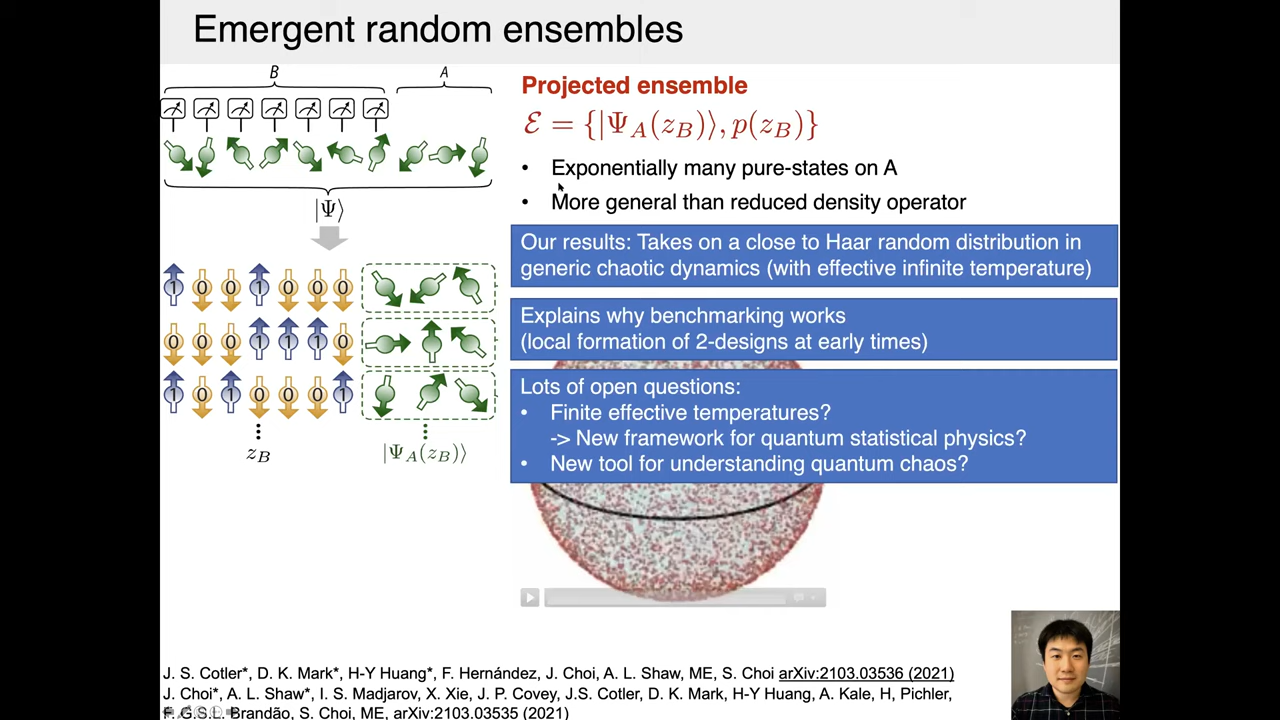 Emergent random ensembles
B
A
|Ψ⟩
1 0 0 1 0 0 0
0 0 0 1 1 1 0
1 0 1 0 0 0 1
z_B
|Ψ_A(z_B)⟩
Projected ensemble
ℰ = {|Ψ_A(z_B)⟩, p(z_B)}
• Exponentially many pure-states on A
• More general than reduced density operator
Our results: Takes on a close to Haar random distribution in
generic chaotic dynamics (with effective infinite temperature)
Explains why benchmarking works
(local formation of 2-designs at early times)
Lots of open questions:
• Finite effective temperatures?
-> New framework for quantum statistical physics?
• New tool for understanding quantum chaos?
J. S. Cotler*, D. K. Mark*, H-Y Huang*, F. Hernández, J. Choi, A. L. Shaw, ME, S. Choi arXiv:2103.03536 (2021)
J. Choi*, A. L. Shaw*, I. S. Madjarov, X. Xie, J. P. Covey, J.S. Cotler, D. K. Mark, H-Y Huang, A. Kale, H, Pichler,
F. G.S.L. Brandão, S. Choi, ME, arXiv:2103.03535 (2021)